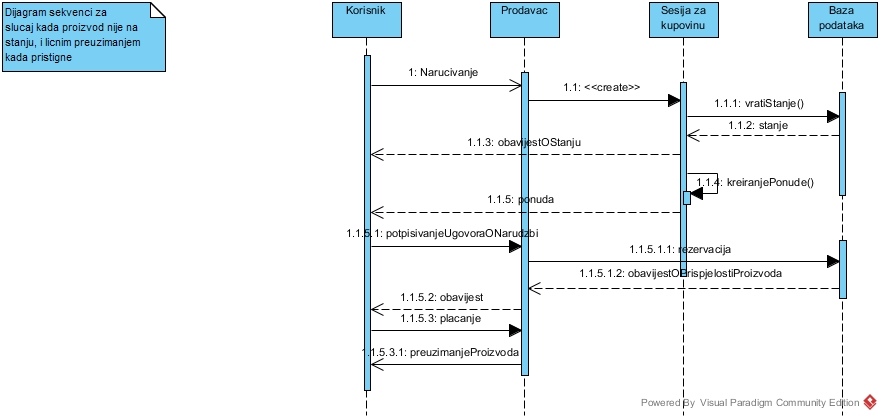 Dijagram sekvenci za
slucaj kada proizvod nije na
stanju, i licnim preuzimanjem
kada pristigne
Korisnik
Prodavac
Sesija za
kupovinu
Baza
podataka
1: Narucivanje
1.1: <<create>>
1.1.1: vratiStanje()
1.1.2: stanje
1.1.3: obavijestOStanju
1.1.4: kreiranjePonude()
1.1.5: ponuda
1.1.5.1: potpisivanjeUgovoraONarudzbi
1.1.5.1.1: rezervacija
1.1.5.1.2: obavijestOPrispjelostiProizvoda
1.1.5.2: obavijest
1.1.5.3: placanje
1.1.5.3.1: preuzimanjeProizvoda
Powered By Visual Paradigm Community Edition